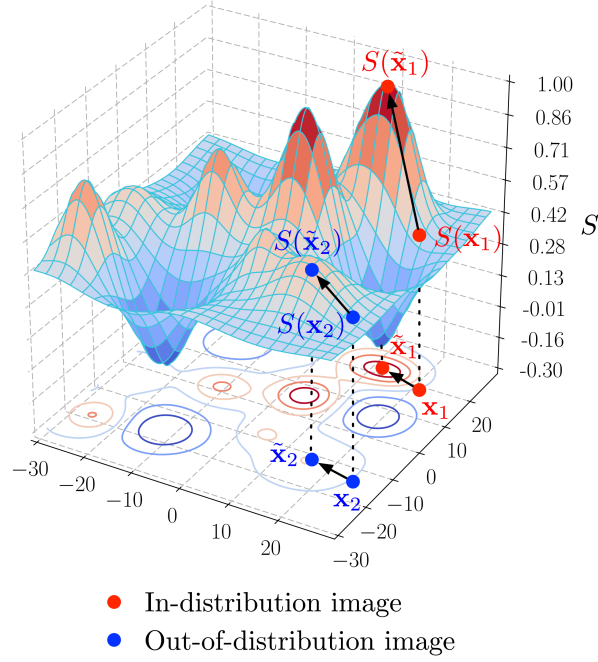 S(x̃₁)
1.00
0.86
0.71
0.57
0.42
0.28
0.13
-0.01
-0.16
-0.30
S
S(x₁)
S(x̃₂)
S(x₂)
x̃₁
x₁
x̃₂
x₂
−30
−20
−10
0
10
20
−30
−20
−10
0
10
20
In-distribution image
Out-of-distribution image